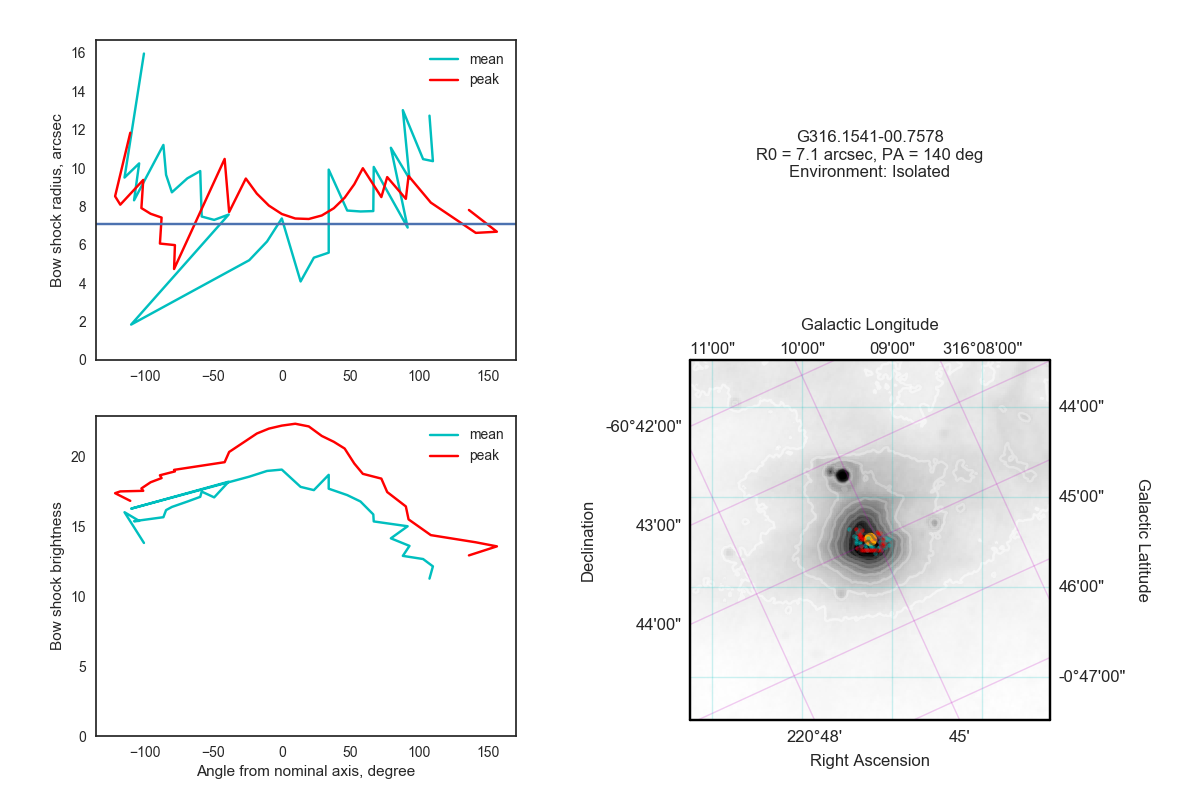 16
14
12
10
8
6
4
2
0
Bow shock radius, arcsec
mean
peak
−100
−50
0
50
100
150
20
15
10
5
0
Bow shock brightness
mean
peak
−100
−50
0
50
100
150
Angle from nominal axis, degree
G316.1541-00.7578
R0 = 7.1 arcsec, PA = 140 deg
Environment: Isolated
Galactic Longitude
11'00"
10'00"
09'00"
316°08'00"
-60°42'00"
43'00"
44'00"
Declination
44'00"
45'00"
46'00"
-0°47'00"
Galactic Latitude
220°48'
45'
Right Ascension